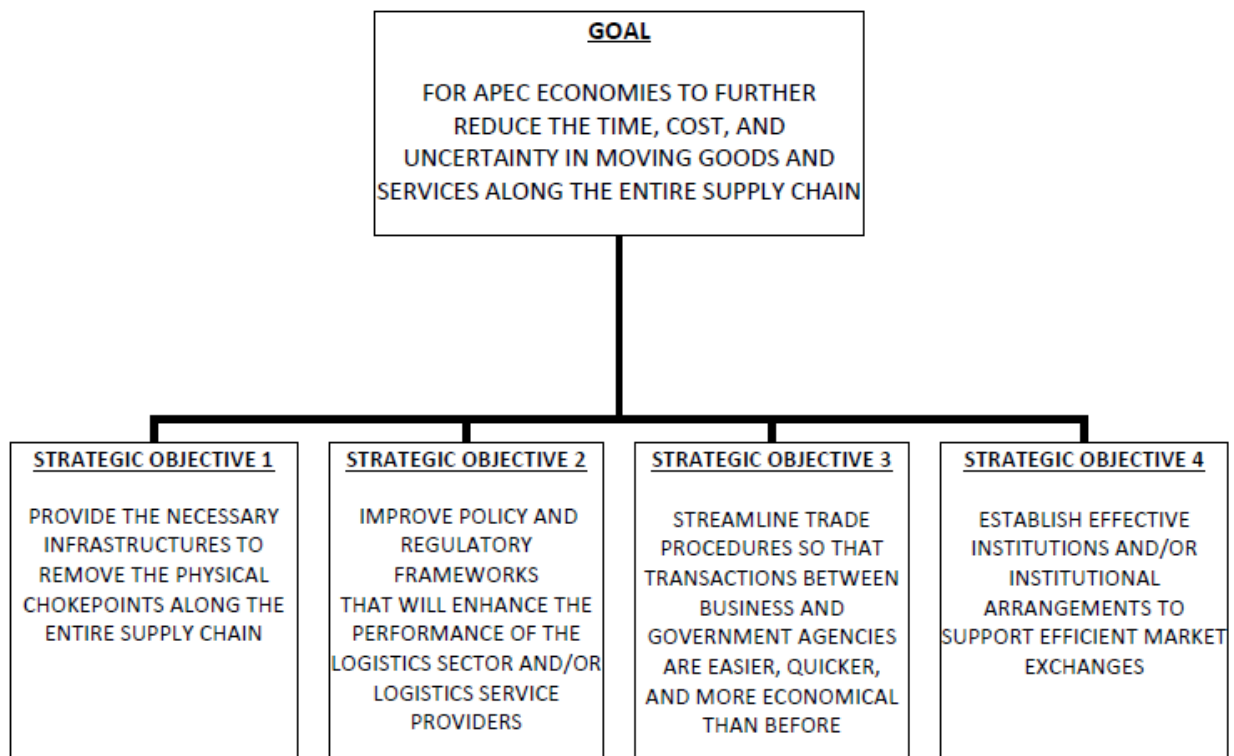 GOAL
FOR APEC ECONOMIES TO FURTHER
REDUCE THE TIME, COST, AND
UNCERTAINTY IN MOVING GOODS AND
SERVICES ALONG THE ENTIRE SUPPLY CHAIN
STRATEGIC OBJECTIVE 1
PROVIDE THE NECESSARY
INFRASTRUCTURES TO
REMOVE THE PHYSICAL
CHOKEPOINTS ALONG THE
ENTIRE SUPPLY CHAIN
STRATEGIC OBJECTIVE 2
IMPROVE POLICY AND
REGULATORY
FRAMEWORKS
THAT WILL ENHANCE THE
PERFORMANCE OF THE
LOGISTICS SECTOR AND/OR
LOGISTICS SERVICE
PROVIDERS
STRATEGIC OBJECTIVE 3
STREAMLINE TRADE
PROCEDURES SO THAT
TRANSACTIONS BETWEEN
BUSINESS AND
GOVERNMENT AGENCIES
ARE EASIER, QUICKER,
AND MORE ECONOMICAL
THAN BEFORE
STRATEGIC OBJECTIVE 4
ESTABLISH EFFECTIVE
INSTITUTIONS AND/OR
INSTITUTIONAL
ARRANGEMENTS TO
SUPPORT EFFICIENT MARKET
EXCHANGES